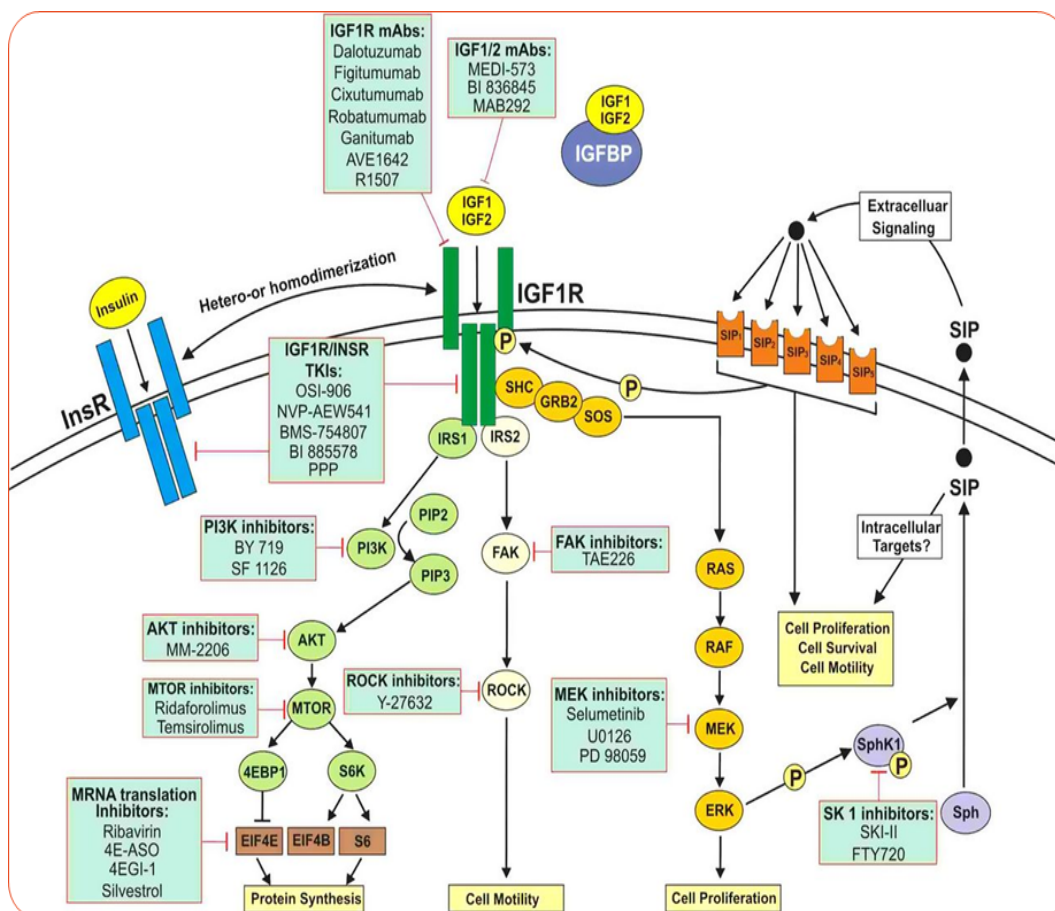 IGF1R mAbs:
Dalotuzumab
Figitumumab
Cixutumumab
Robatumumab
Ganitumab
AVE1642
R1507
IGF1/2 mAbs:
MEDI-573
BI 836845
MAB292
IGF1
IGF2
IGFBP
IGF1
IGF2
Extracelluar
Signaling
Hetero-or homodimerization
Insulin
InsR
IGF1R
P
SIP1
SIP2
SIP3
SIP4
SIP5
SIP
IGF1R/INSR
TKIs:
OSI-906
NVP-AEW541
BMS-754807
BI 885578
PPP
SHC
GRB2
SOS
P
IRS1
IRS2
SIP
Intracellular
Targets?
PI3K inhibitors:
BY 719
SF 1126
PI3K
PIP2
PIP3
FAK
FAK inhibitors:
TAE226
RAS
AKT inhibitors:
MM-2206
AKT
RAF
Cell Proliferation
Cell Survival
Cell Motility
MTOR inhibitors:
Ridaforolimus
Temsirolimus
MTOR
ROCK inhibitors:
Y-27632
ROCK
MEK inhibitors:
Selumetinib
U0126
PD 98059
MEK
SphK1
P
P
4EBP1
S6K
MRNA translation
Inhibitors:
Ribavirin
4E-ASO
4EGI-1
Silvestrol
EIF4E
EIF4B
S6
ERK
SK 1 inhibitors:
SKI-II
FTY720
Sph
Protein Synthesis
Cell Motility
Cell Proliferation